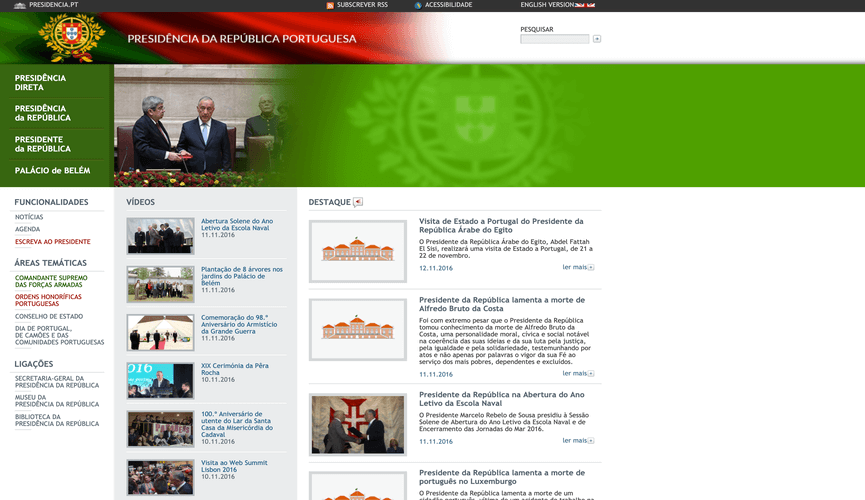 PRESIDENCIA.PT
SUBSCREVER RSS
ACESSIBILIDADE
ENGLISH VERSION
PRESIDÊNCIA DA REPÚBLICA PORTUGUESA
PESQUISAR
PRESIDÊNCIA
DIRETA
PRESIDÊNCIA
da REPÚBLICA
PRESIDENTE
da REPÚBLICA
PALÁCIO de BELÉM
FUNCIONALIDADES
NOTÍCIAS
AGENDA
ESCREVA AO PRESIDENTE
ÁREAS TEMÁTICAS
COMANDANTE SUPREMO
DAS FORÇAS ARMADAS
ORDENS HONORÍFICAS
PORTUGUESAS
CONSELHO DE ESTADO
DIA DE PORTUGAL,
DE CAMÕES E DAS
COMUNIDADES PORTUGUESAS
LIGAÇÕES
SECRETARIA-GERAL DA
PRESIDÊNCIA DA REPÚBLICA
MUSEU DA
PRESIDÊNCIA DA REPÚBLICA
BIBLIOTECA DA
PRESIDÊNCIA DA REPÚBLICA
VÍDEOS
Abertura Solene do Ano
Letivo da Escola Naval
11.11.2016
Plantação de 8 árvores nos
jardins do Palácio de
Belém
11.11.2016
Comemoração do 98.º
Aniversário do Armistício
da Grande Guerra
11.11.2016
XIX Cerimónia da Pêra
Rocha
10.11.2016
100.º Aniversário de
utente do Lar da Santa
Casa da Misericórdia do
Cadaval
10.11.2016
Visita ao Web Summit
Lisbon 2016
10.11.2016
DESTAQUE
Visita de Estado a Portugal do Presidente da
República Árabe do Egito
O Presidente da República Árabe do Egito, Abdel Fattah
El Sisi, realizará uma visita de Estado a Portugal, de 21 a
22 de novembro.
12.11.2016
ler mais
Presidente da República lamenta a morte de
Alfredo Bruto da Costa
Foi com extremo pesar que o Presidente da República
tomou conhecimento da morte de Alfredo Bruto da
Costa, uma personalidade moral, cívica e social notável
na coerência das suas ideias e da sua luta pela justiça,
pela igualdade e pela solidariedade, testemunhando por
atos e não apenas por palavras o vigor da sua Fé ao
serviço dos mais pobres, dependentes e excluídos.
11.11.2016
ler mais
Presidente da República na Abertura do Ano
Letivo da Escola Naval
O Presidente Marcelo Rebelo de Sousa presidiu à Sessão
Solene de Abertura do Ano Letivo da Escola Naval e de
Encerramento das Jornadas do Mar 2016.
11.11.2016
ler mais
Presidente da República lamenta a morte de
português no Luxemburgo
O Presidente da República lamenta a morte de um